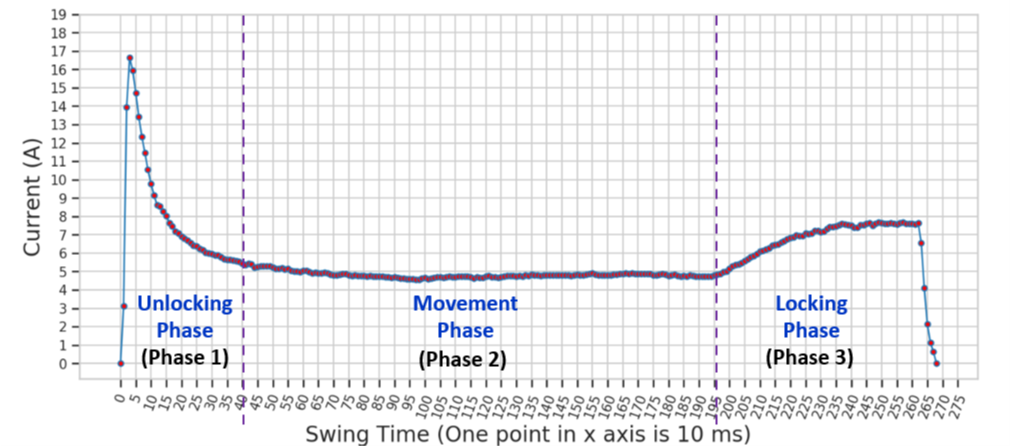 19
18
17
16
15
14
13
12
11
10
9
8
7
6
5
4
3
2
1
0
Current (A)
Unlocking
Phase
(Phase 1)
Movement
Phase
(Phase 2)
Locking
Phase
(Phase 3)
0 5 10 15 20 25 30 35 40 45 50 55 60 65 70 75 80 85 90 95 100 105 110 115 120 125 130 135 140 145 150 155 160 165 170 175 180 185 190 195 200 205 210 215 220 225 230 235 240 245 250 255 260 265 270 275
Swing Time (One point in x axis is 10 ms)